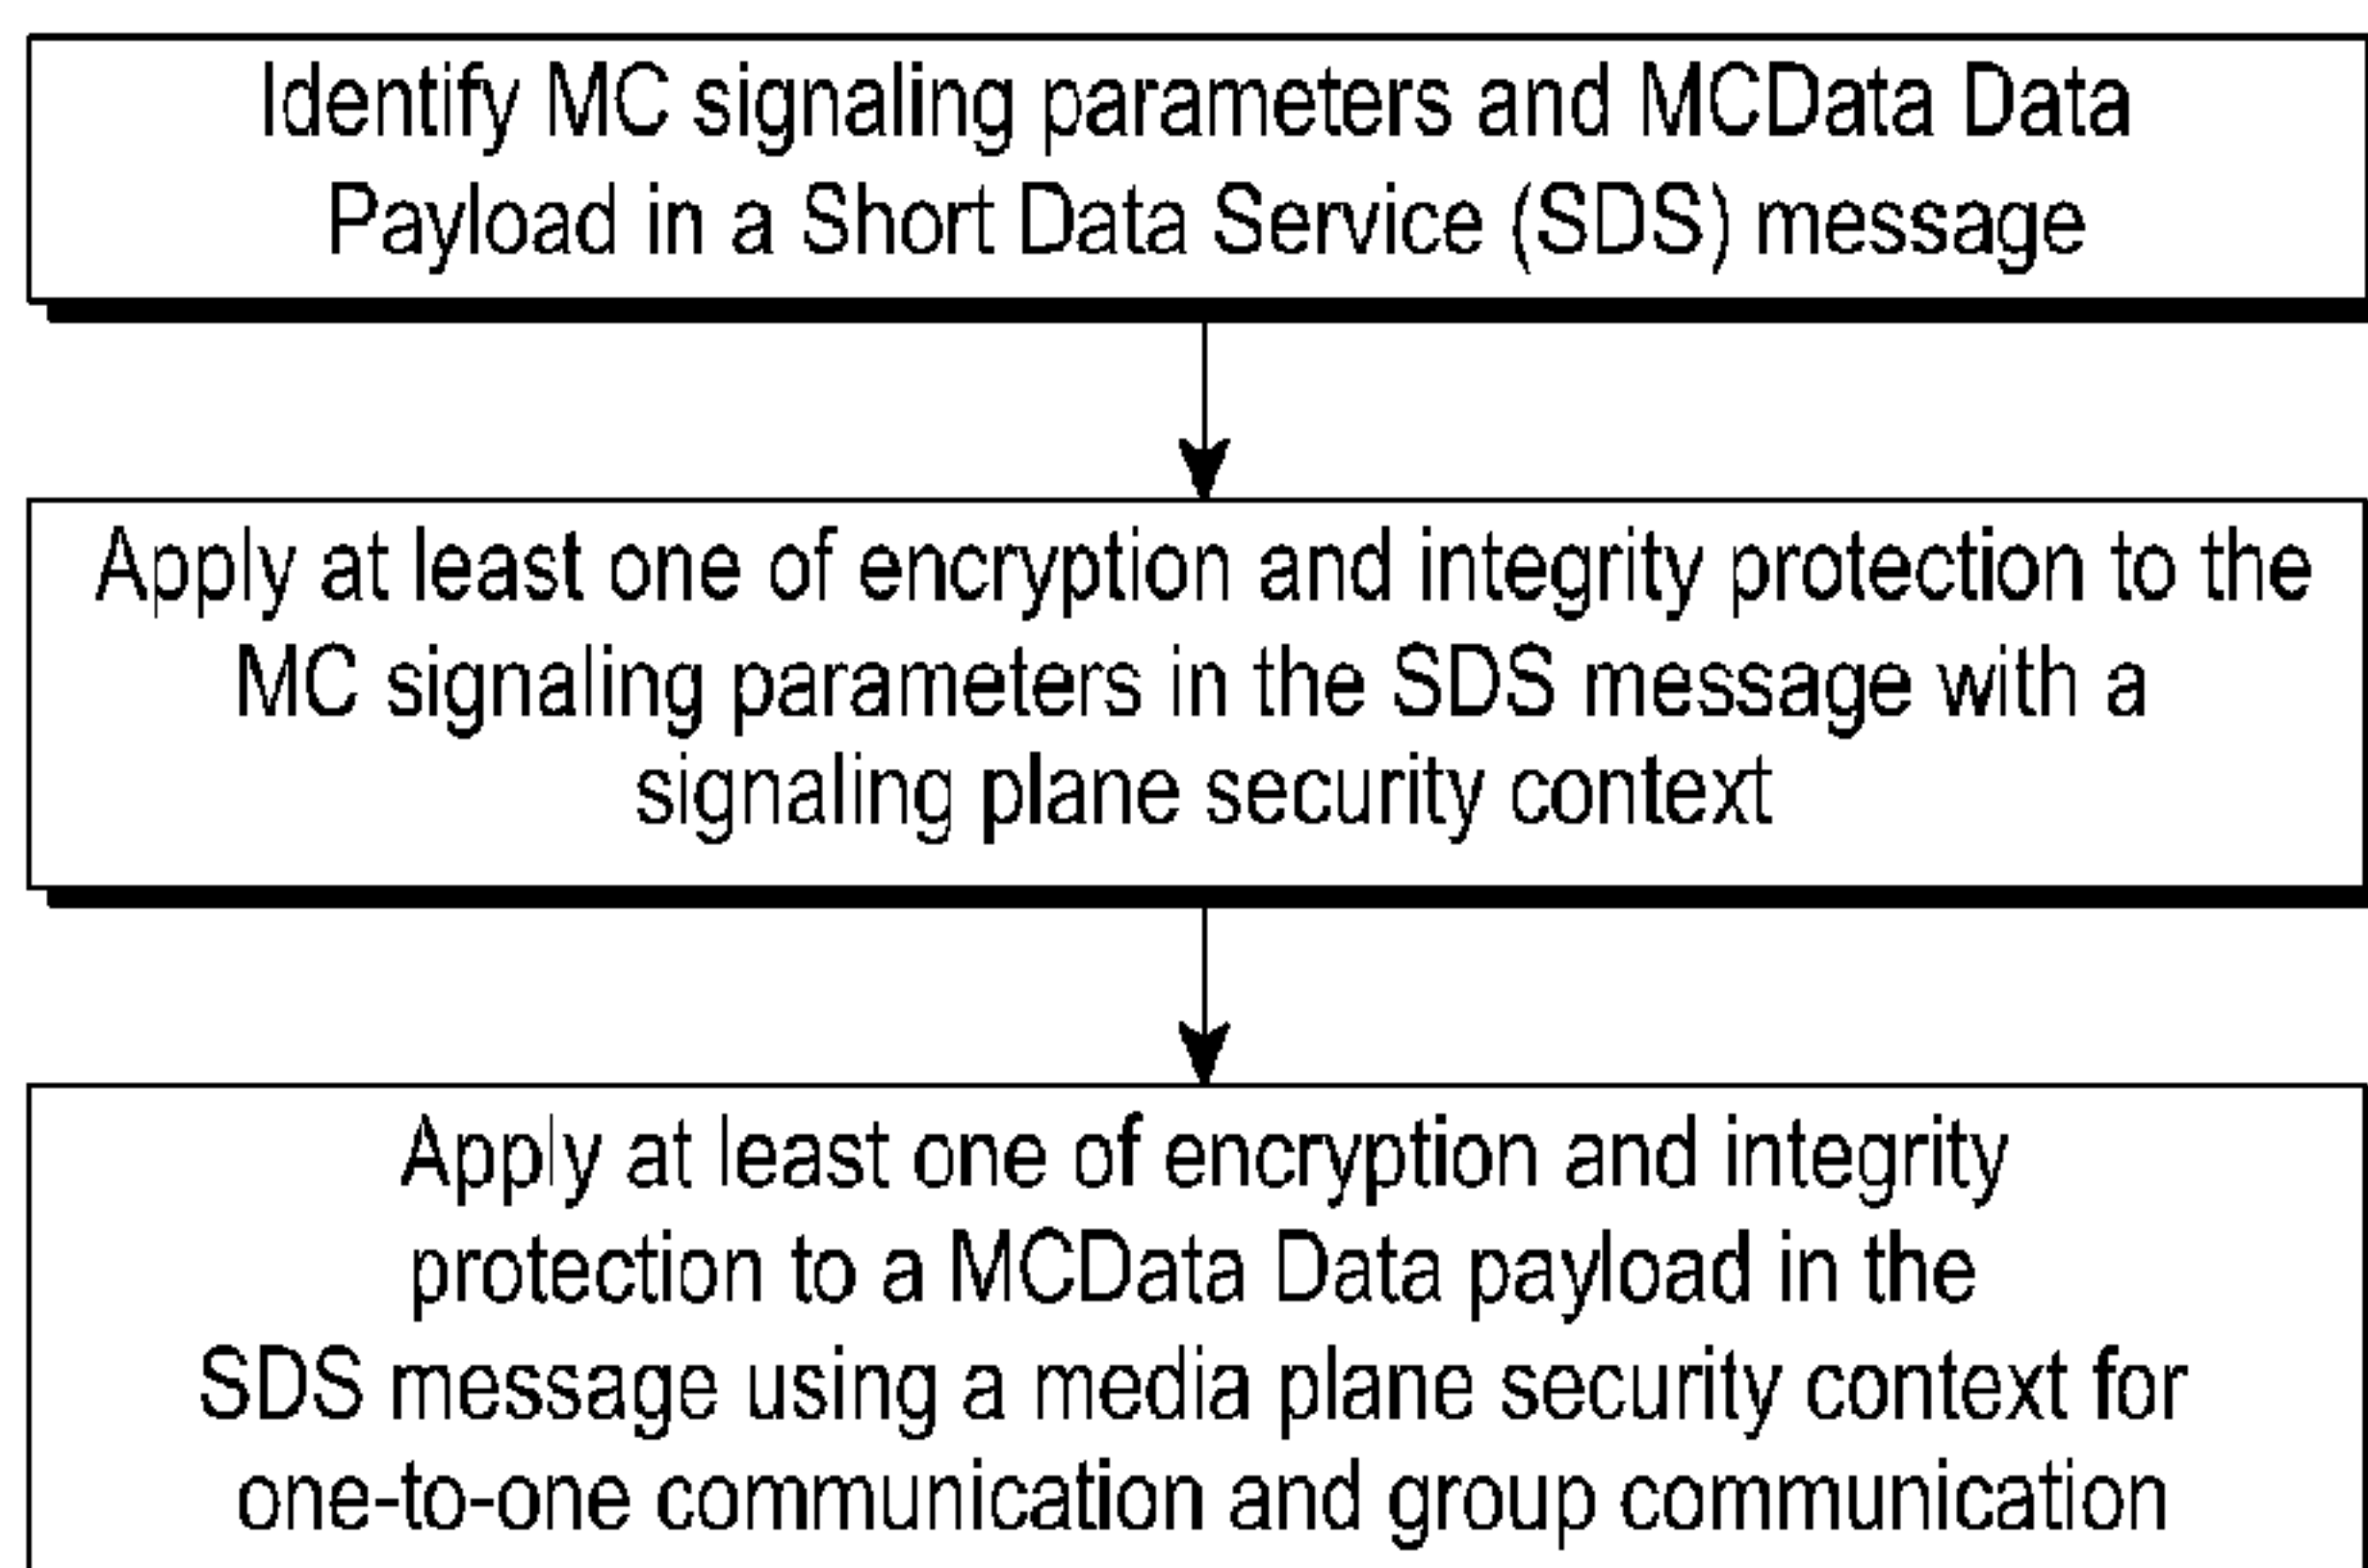 Identify MC signaling parameters and MCData Data
Payload in a Short Data Service (SDS) message
Apply at least one of encryption and integrity protection to the
MC signaling parameters in the SDS message with a
signaling plane security context
Apply at least one of encryption and integrity
protection to a MCData Data payload in the
SDS message using a media plane security context for
one-to-one communication and group communication